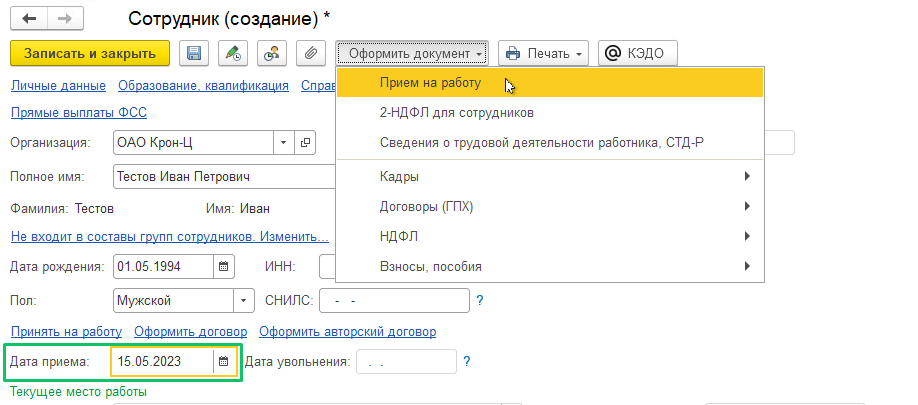 Сотрудник (создание) *
Записать и закрыть Оформить документ Печать @ КЭДО
Личные данные Образование, квалификация Справ
Прием на работу
Прямые выплаты ФСС 2-НДФЛ для сотрудников
Организация: ОАО Крон-Ц Сведения о трудовой деятельности работника, СТД-Р
Полное имя: Тестов Иван Петрович Кадры
Фамилия: Тестов Имя: Иван Договоры (ГПХ)
Не входит в составы групп сотрудников. Изменить... НДФЛ
Дата рождения: 01.05.1994 ИНН: Взносы, пособия
Пол: Мужской СНИЛС: - - ?
Принять на работу Оформить договор Оформить авторский договор
Дата приема: 15.05.2023 Дата увольнения: . . ?
Текущее место работы